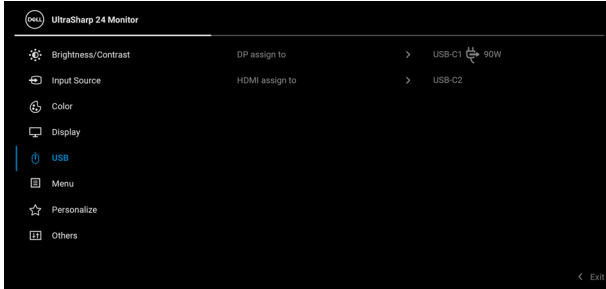 DELL UltraSharp 24 Monitor
Brightness/Contrast DP assign to > USB-C1 90W
Input Source HDMI assign to > USB-C2
Color
Display
USB
Menu
Personalize
Others
< Exit